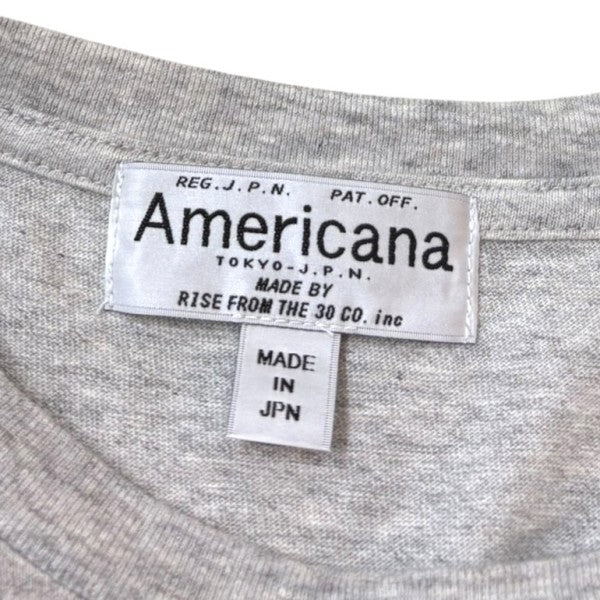 REG.J.P.N. PAT.OFF.
Americana
TOKYO-J.P.N.
MADE BY
RISE FROM THE 30 CO. inc
MADE
IN
JPN